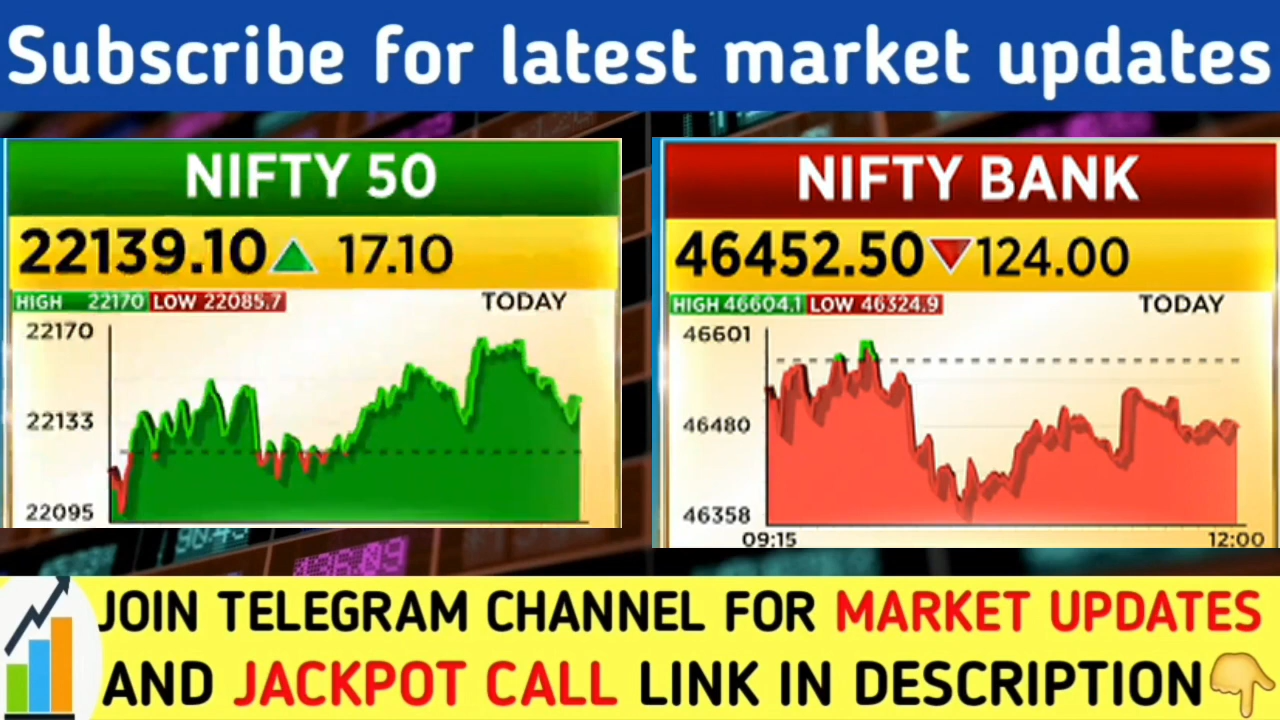 Subscribe for latest market updates
NIFTY 50
22139.10 17.10
HIGH 22170 LOW 22085.7 TODAY
22170
22133
22095
NIFTY BANK
46452.50 124.00
HIGH 46604.1 LOW 46324.9 TODAY
46601
46480
46358
09:15 12:00
JOIN TELEGRAM CHANNEL FOR MARKET UPDATES
AND JACKPOT CALL LINK IN DESCRIPTION👇